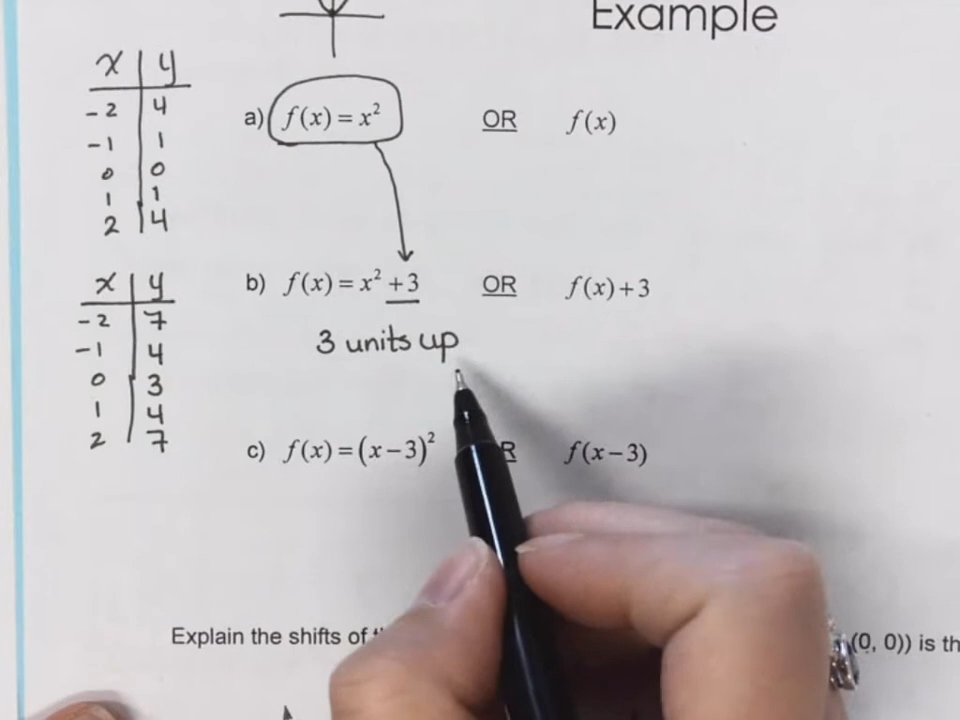 Example
x y
-2 4
-1 1
0 0
1 1
2 4
a) f(x) = x² OR f(x)
b) f(x) = x² +3 OR f(x)+3
3 units up
x y
-2 7
-1 4
0 3
1 4
2 7
c) f(x) = (x−3)² R f(x−3)
Explain the shifts of (0, 0)) is